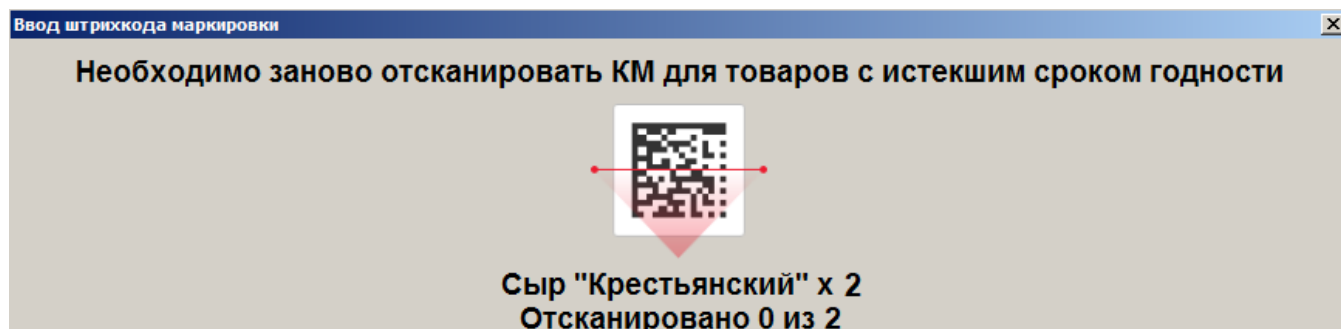 Ввод штрихкода маркировки
Необходимо заново отсканировать КМ для товаров с истекшим сроком годности
Сыр "Крестьянский" x 2
Отсканировано 0 из 2